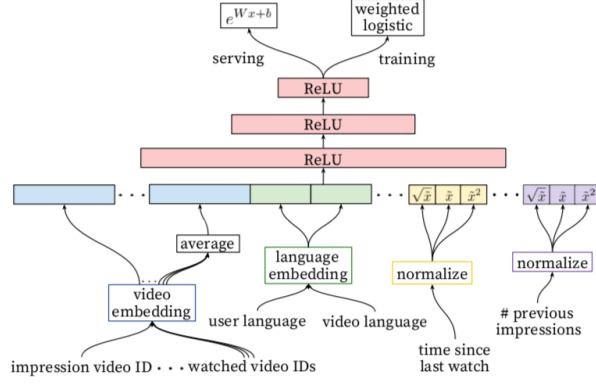 e^{Wx+b}
weighted
logistic
serving
training
ReLU
ReLU
ReLU
. . .
. . .
√x̃ x̃ x̃²
. . .
√x̃ x̃ x̃²
average
language
embedding
normalize
normalize
. . .
video
embedding
user language
video language
# previous
impressions
time since
last watch
impression video ID . . . watched video IDs